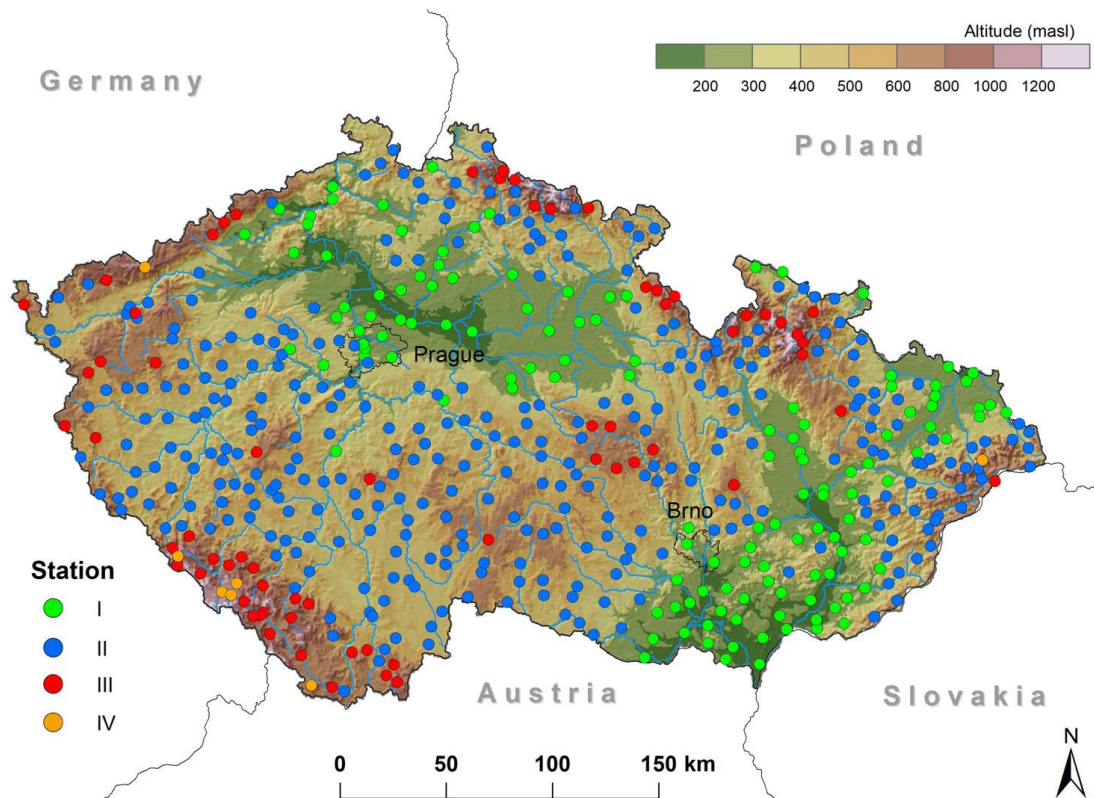 Altitude (masl)
200 300 400 500 600 800 1000 1200
Germany
Poland
Prague
Brno
Station
I
II
III
IV
Austria
Slovakia
N
0 50 100 150 km